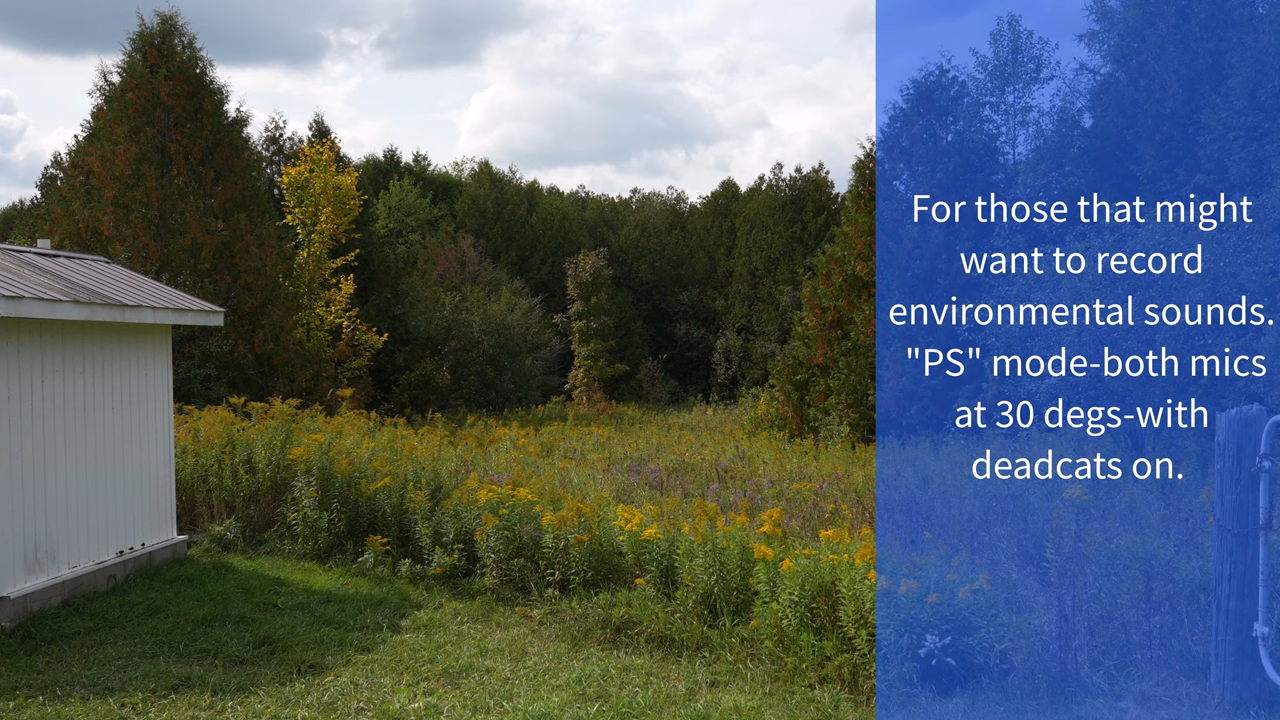 For those that might
want to record
environmental sounds.
"PS" mode-both mics
at 30 degs-with
deadcats on.